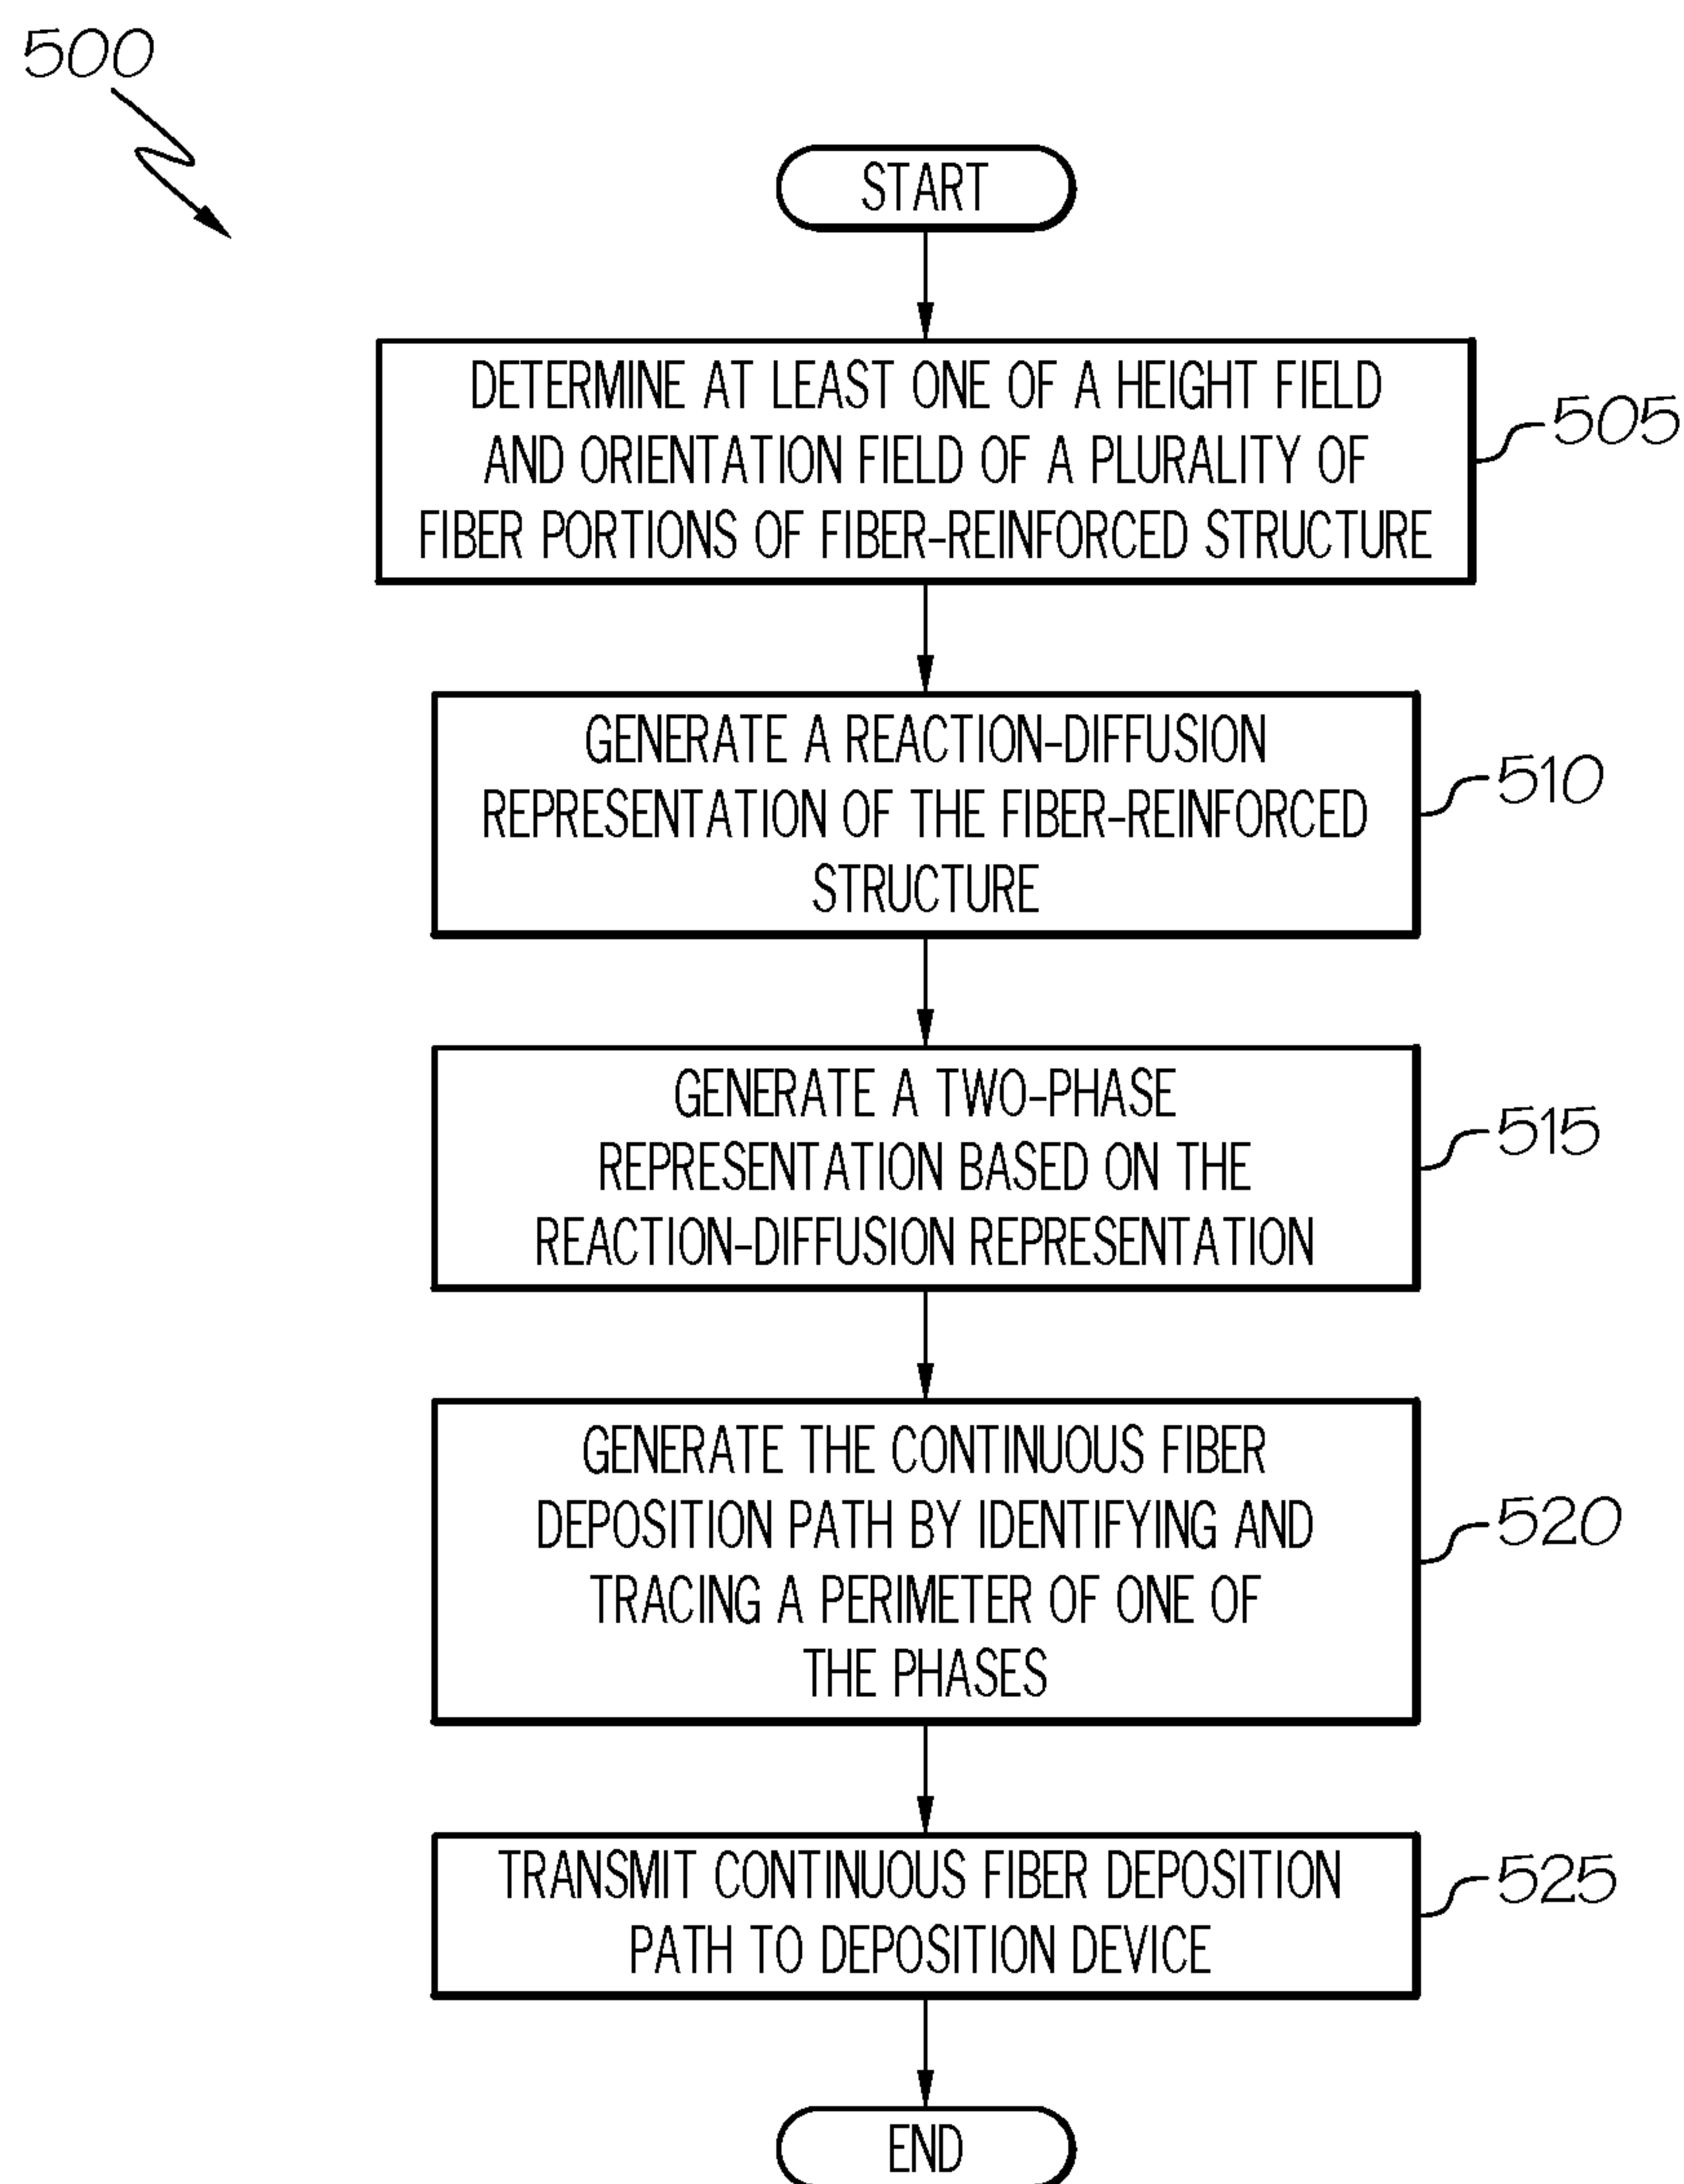 500
START
DETERMINE AT LEAST ONE OF A HEIGHT FIELD
AND ORIENTATION FIELD OF A PLURALITY OF
FIBER PORTIONS OF FIBER-REINFORCED STRUCTURE
505
GENERATE A REACTION-DIFFUSION
REPRESENTATION OF THE FIBER-REINFORCED
STRUCTURE
510
GENERATE A TWO-PHASE
REPRESENTATION BASED ON THE
REACTION-DIFFUSION REPRESENTATION
515
GENERATE THE CONTINUOUS FIBER
DEPOSITION PATH BY IDENTIFYING AND
TRACING A PERIMETER OF ONE OF
THE PHASES
520
TRANSMIT CONTINUOUS FIBER DEPOSITION
PATH TO DEPOSITION DEVICE
525
END